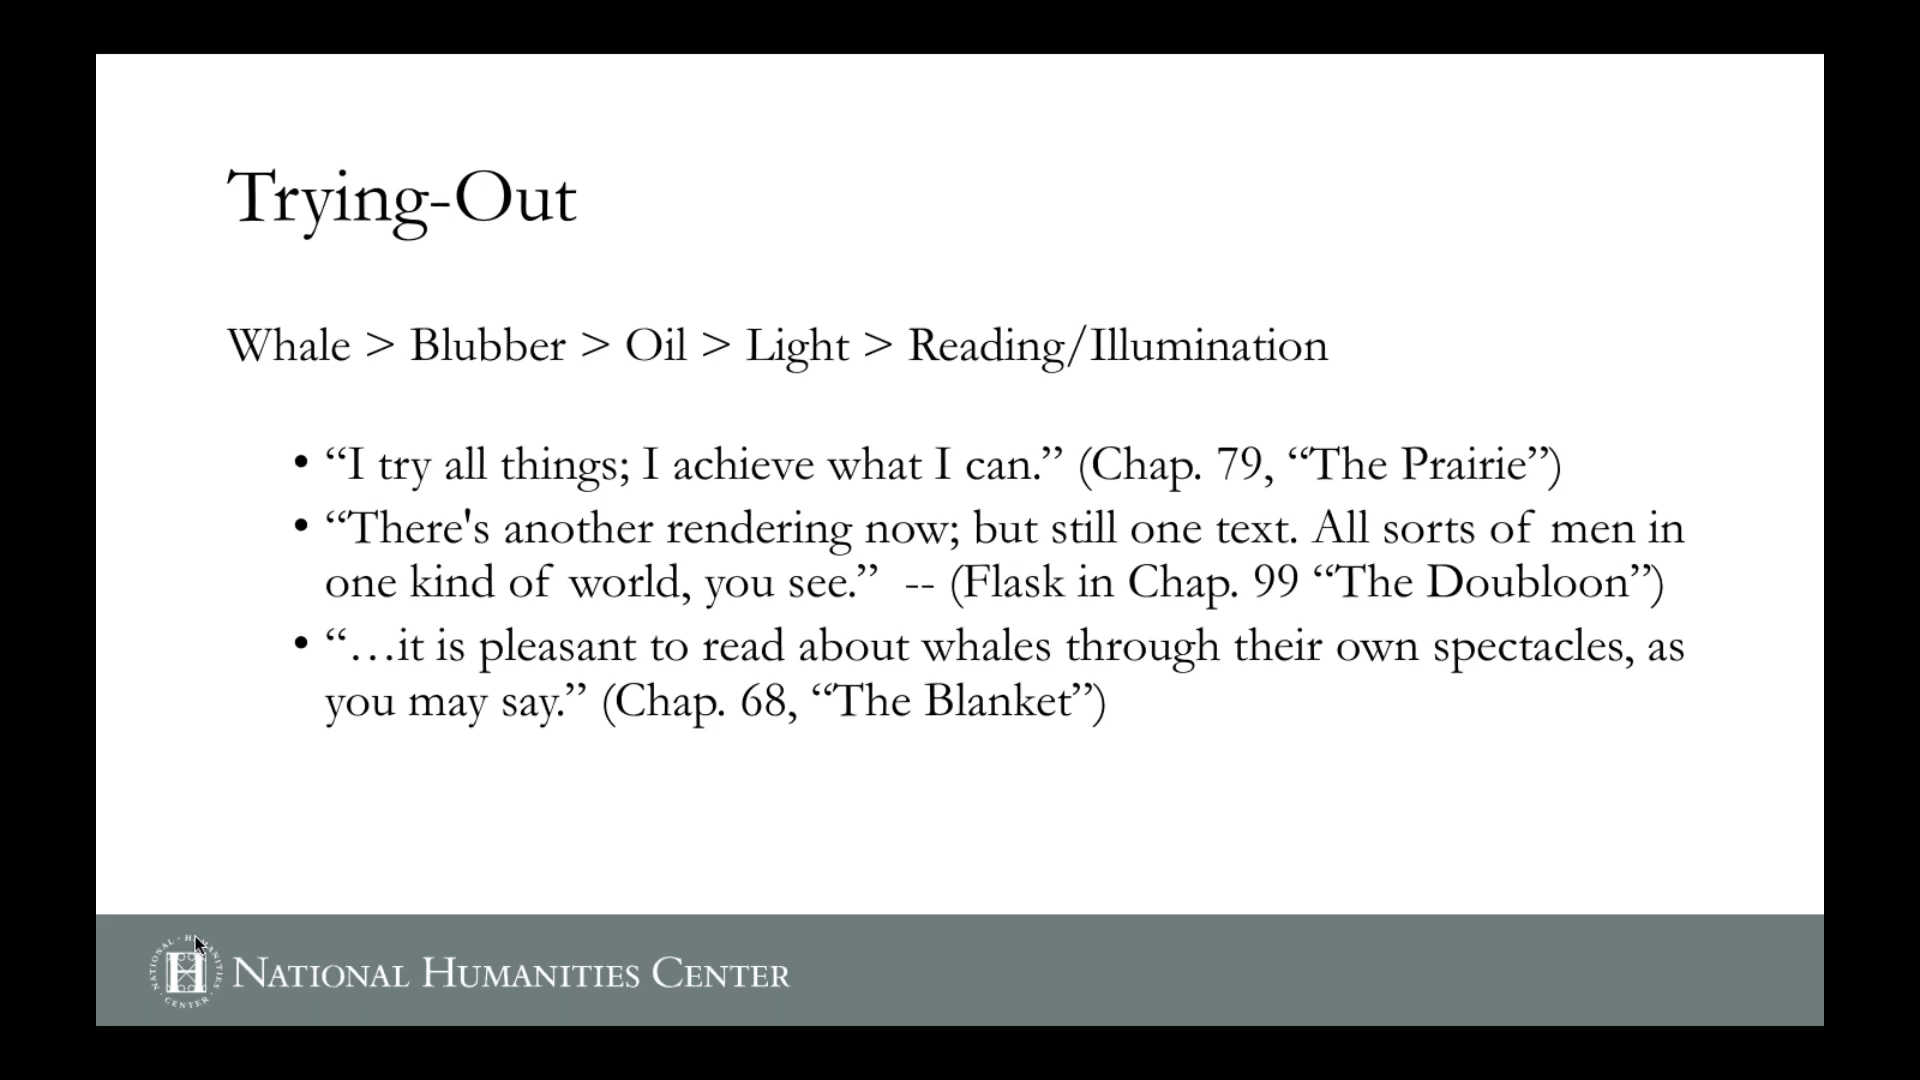 Trying-Out
Whale > Blubber > Oil > Light > Reading/Illumination
• “I try all things; I achieve what I can.” (Chap. 79, “The Prairie”)
• “There's another rendering now; but still one text. All sorts of men in
one kind of world, you see.”  -- (Flask in Chap. 99 “The Doubloon”)
• “…it is pleasant to read about whales through their own spectacles, as
you may say.” (Chap. 68, “The Blanket”)
NATIONAL · HUMANITIES · CENTER ·
H
NATIONAL HUMANITIES CENTER